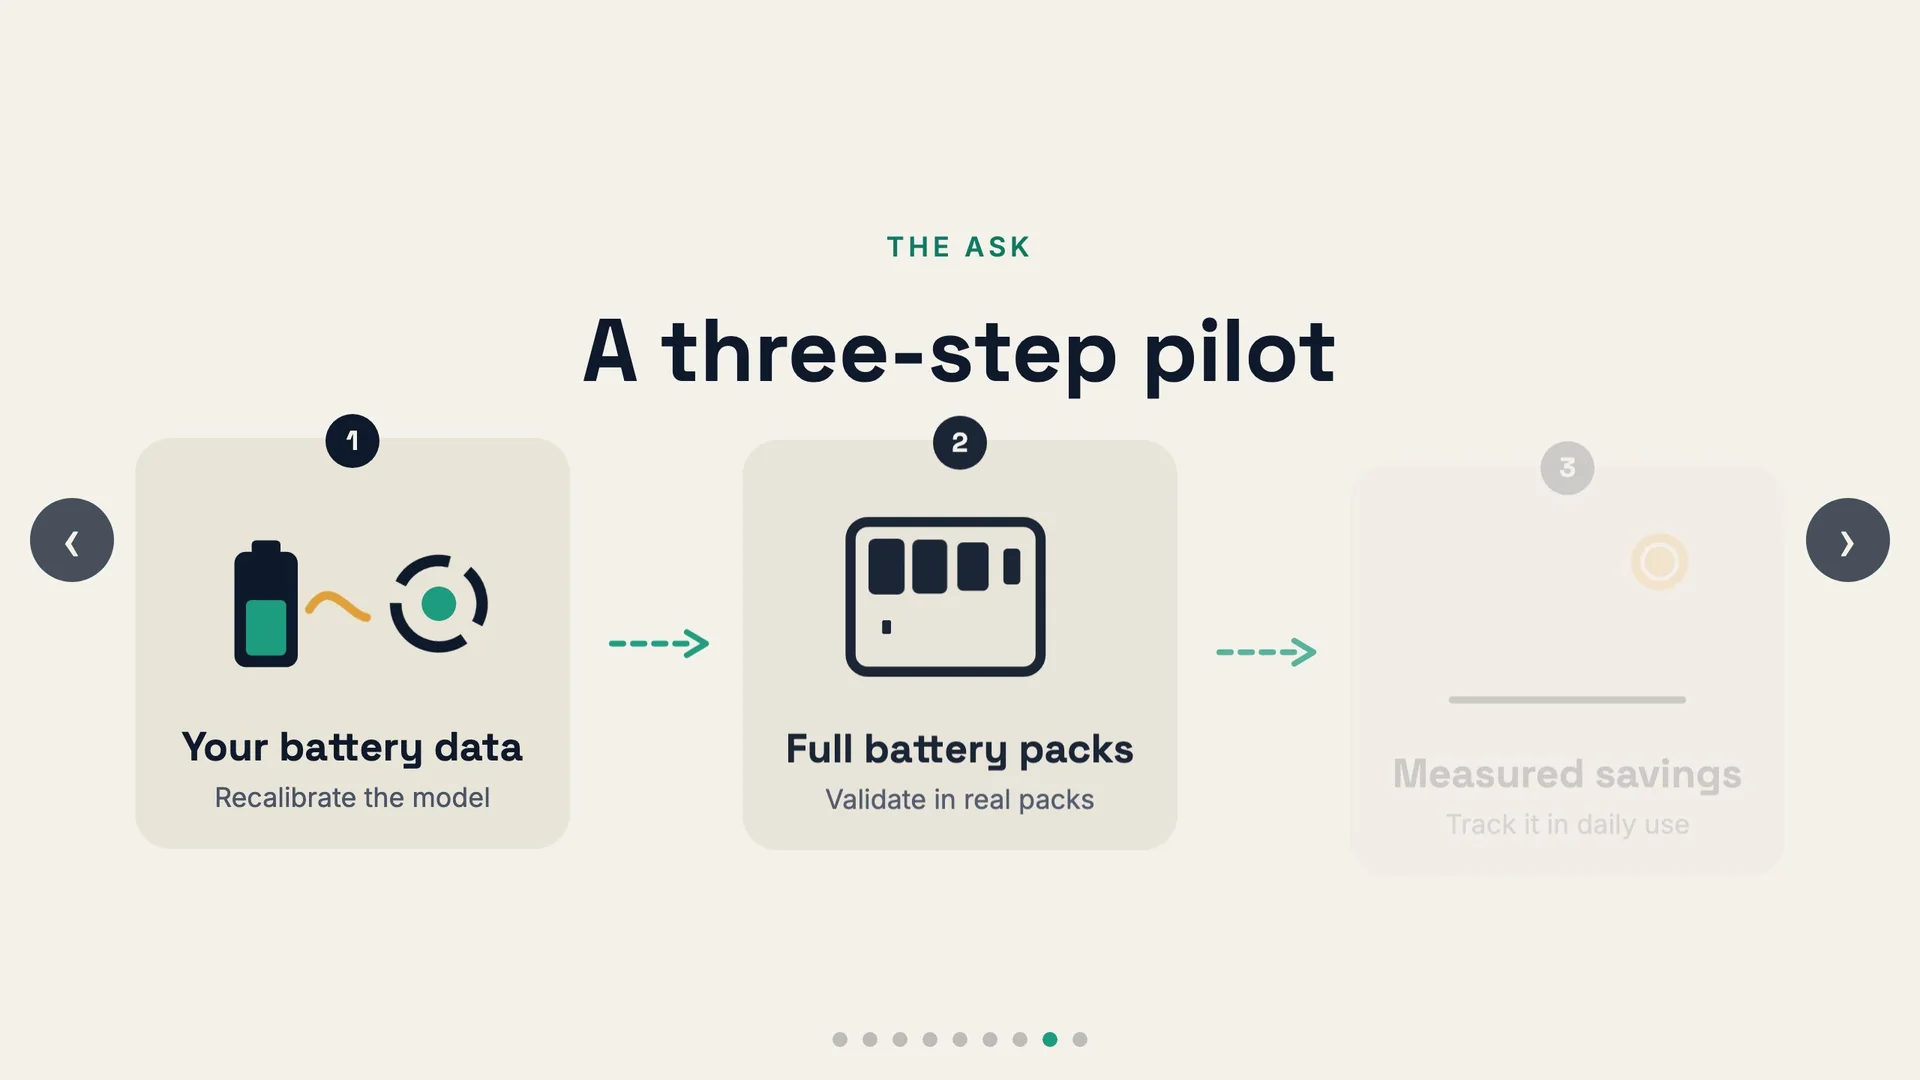 THE ASK
A three-step pilot
1
2
3
Your battery data
Recalibrate the model
Full battery packs
Validate in real packs
Measured savings
Track it in daily use